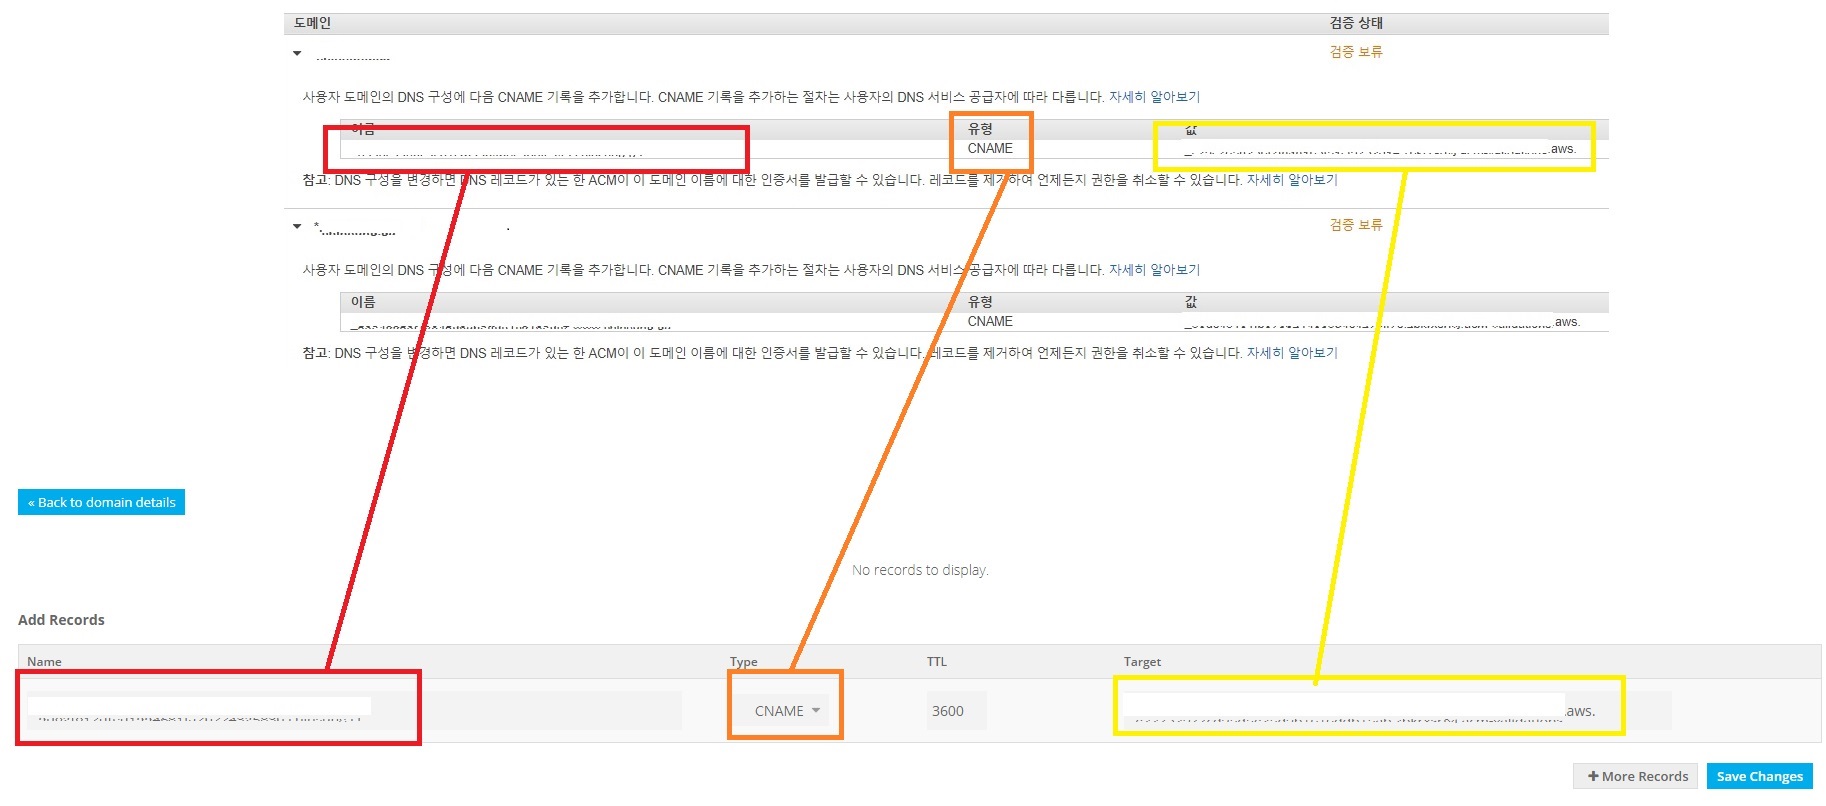 도메인 검증 상태
검증 보류
사용자 도메인의 DNS 구성에 다음 CNAME 기록을 추가합니다. CNAME 기록을 추가하는 절차는 사용자의 DNS 서비스 공급자에 따라 다릅니다. 자세히 알아보기
이름 유형 값
CNAME aws.
참고: DNS 구성을 변경하면 DNS 레코드가 있는 한 ACM이 이 도메인 이름에 대한 인증서를 발급할 수 있습니다. 레코드를 제거하여 언제든지 권한을 취소할 수 있습니다. 자세히 알아보기
*. 검증 보류
사용자 도메인의 DNS 구성에 다음 CNAME 기록을 추가합니다. CNAME 기록을 추가하는 절차는 사용자의 DNS 서비스 공급자에 따라 다릅니다. 자세히 알아보기
이름 유형 값
CNAME aws.
참고: DNS 구성을 변경하면 DNS 레코드가 있는 한 ACM이 이 도메인 이름에 대한 인증서를 발급할 수 있습니다. 레코드를 제거하여 언제든지 권한을 취소할 수 있습니다. 자세히 알아보기
« Back to domain details
No records to display.
Add Records
Name Type TTL Target
CNAME 3600 .aws.
+ More Records Save Changes